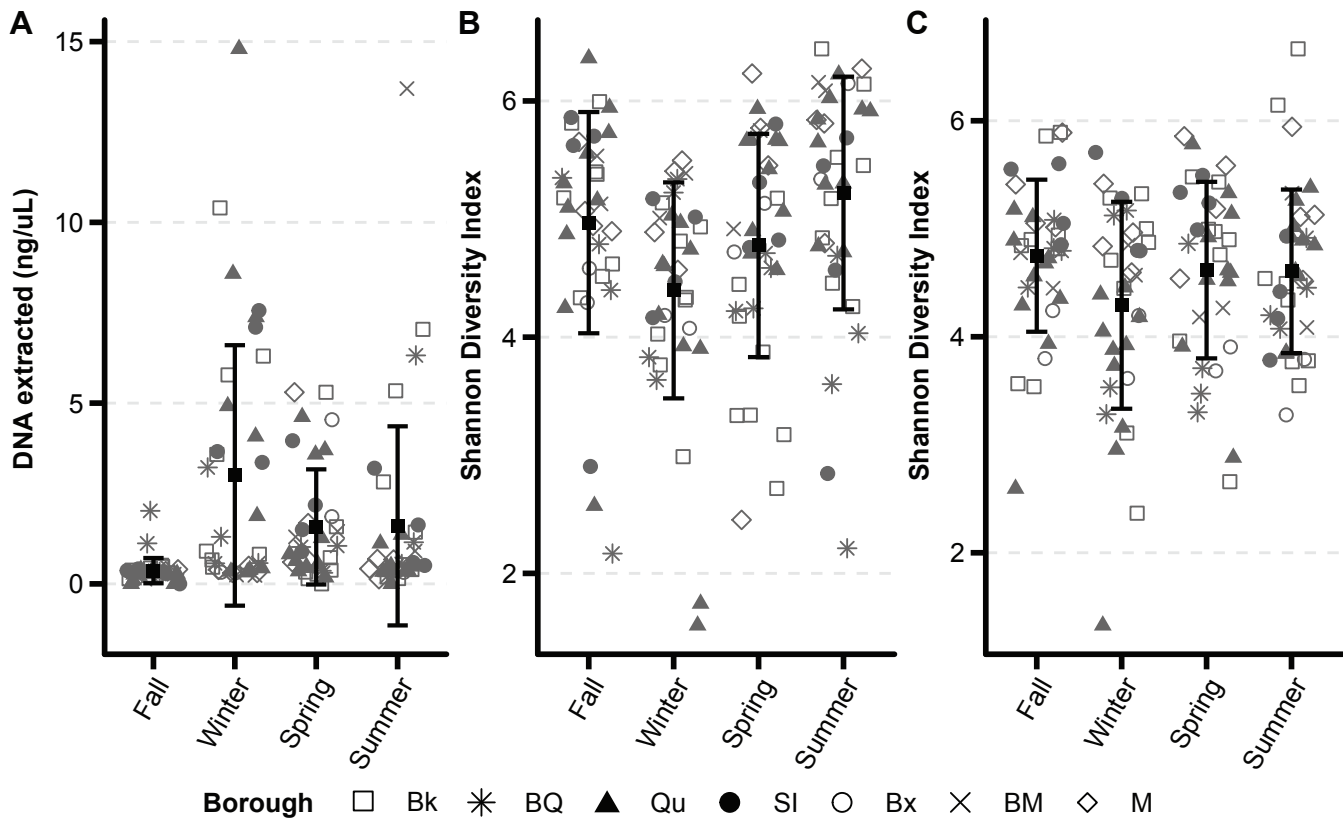 A
B
C
DNA extracted (ng/uL)
15
10
5
0
Fall
Winter
Spring
Summer
Shannon Diversity Index
6
4
2
Fall
Winter
Spring
Summer
Shannon Diversity Index
6
4
2
Fall
Winter
Spring
Summer
Borough Bk BQ Qu SI Bx BM M